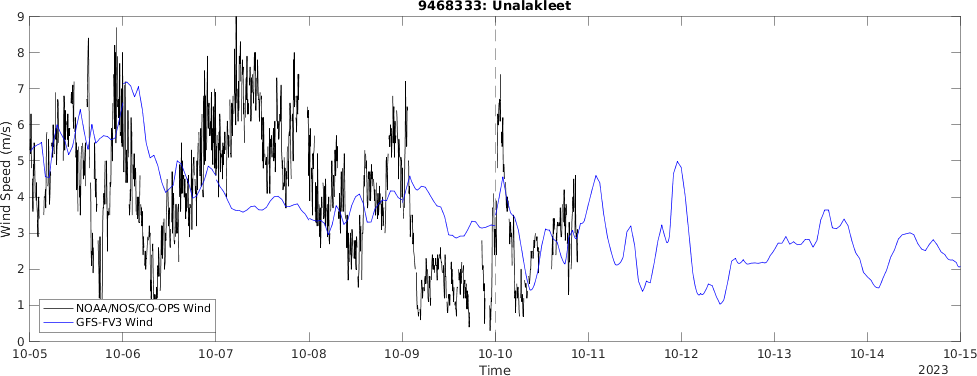 9468333: Unalakleet
Wind Speed (m/s)
9
8
7
6
5
4
3
2
1
0
NOAA/NOS/CO-OPS Wind
GFS-FV3 Wind
10-05 10-06 10-07 10-08 10-09 10-10 10-11 10-12 10-13 10-14 10-15
Time
2023